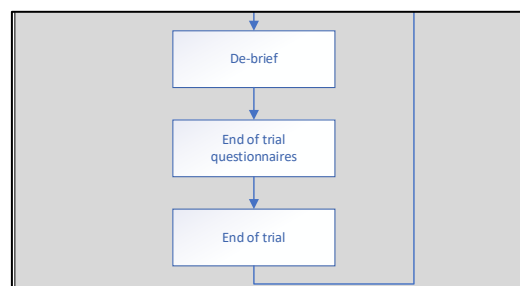 De-brief
End of trial
questionnaires
End of trial